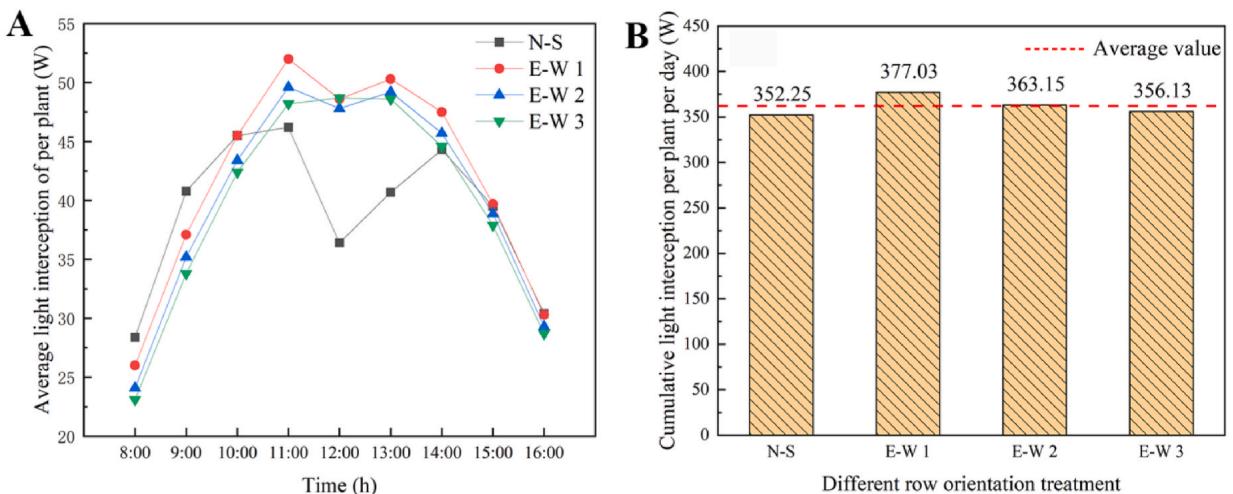 A
Average light interception of per plant (W)
55
50
45
40
35
30
25
20
N-S
E-W 1
E-W 2
E-W 3
8:00 9:00 10:00 11:00 12:00 13:00 14:00 15:00 16:00
Time (h)
B
Cumulative light interception per plant per day (W)
450
400
350
300
250
200
150
100
50
0
Average value
352.25
377.03
363.15
356.13
N-S E-W 1 E-W 2 E-W 3
Different row orientation treatment